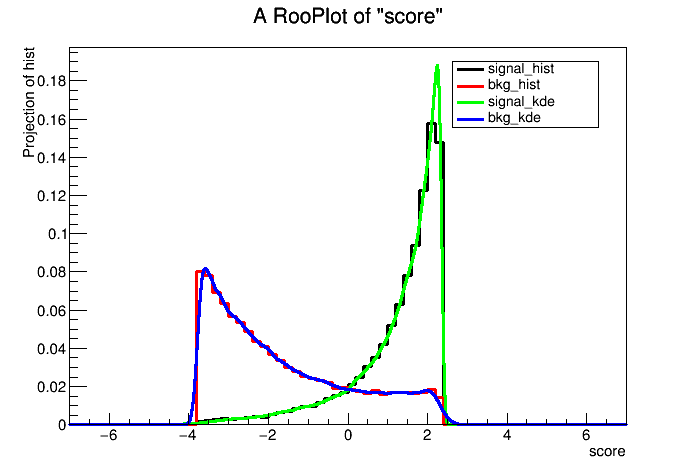 A RooPlot of "score"
Projection of hist
signal_hist
bkg_hist
signal_kde
bkg_kde
0.18
0.16
0.14
0.12
0.1
0.08
0.06
0.04
0.02
0
−6 −4 −2 0 2 4 6
score